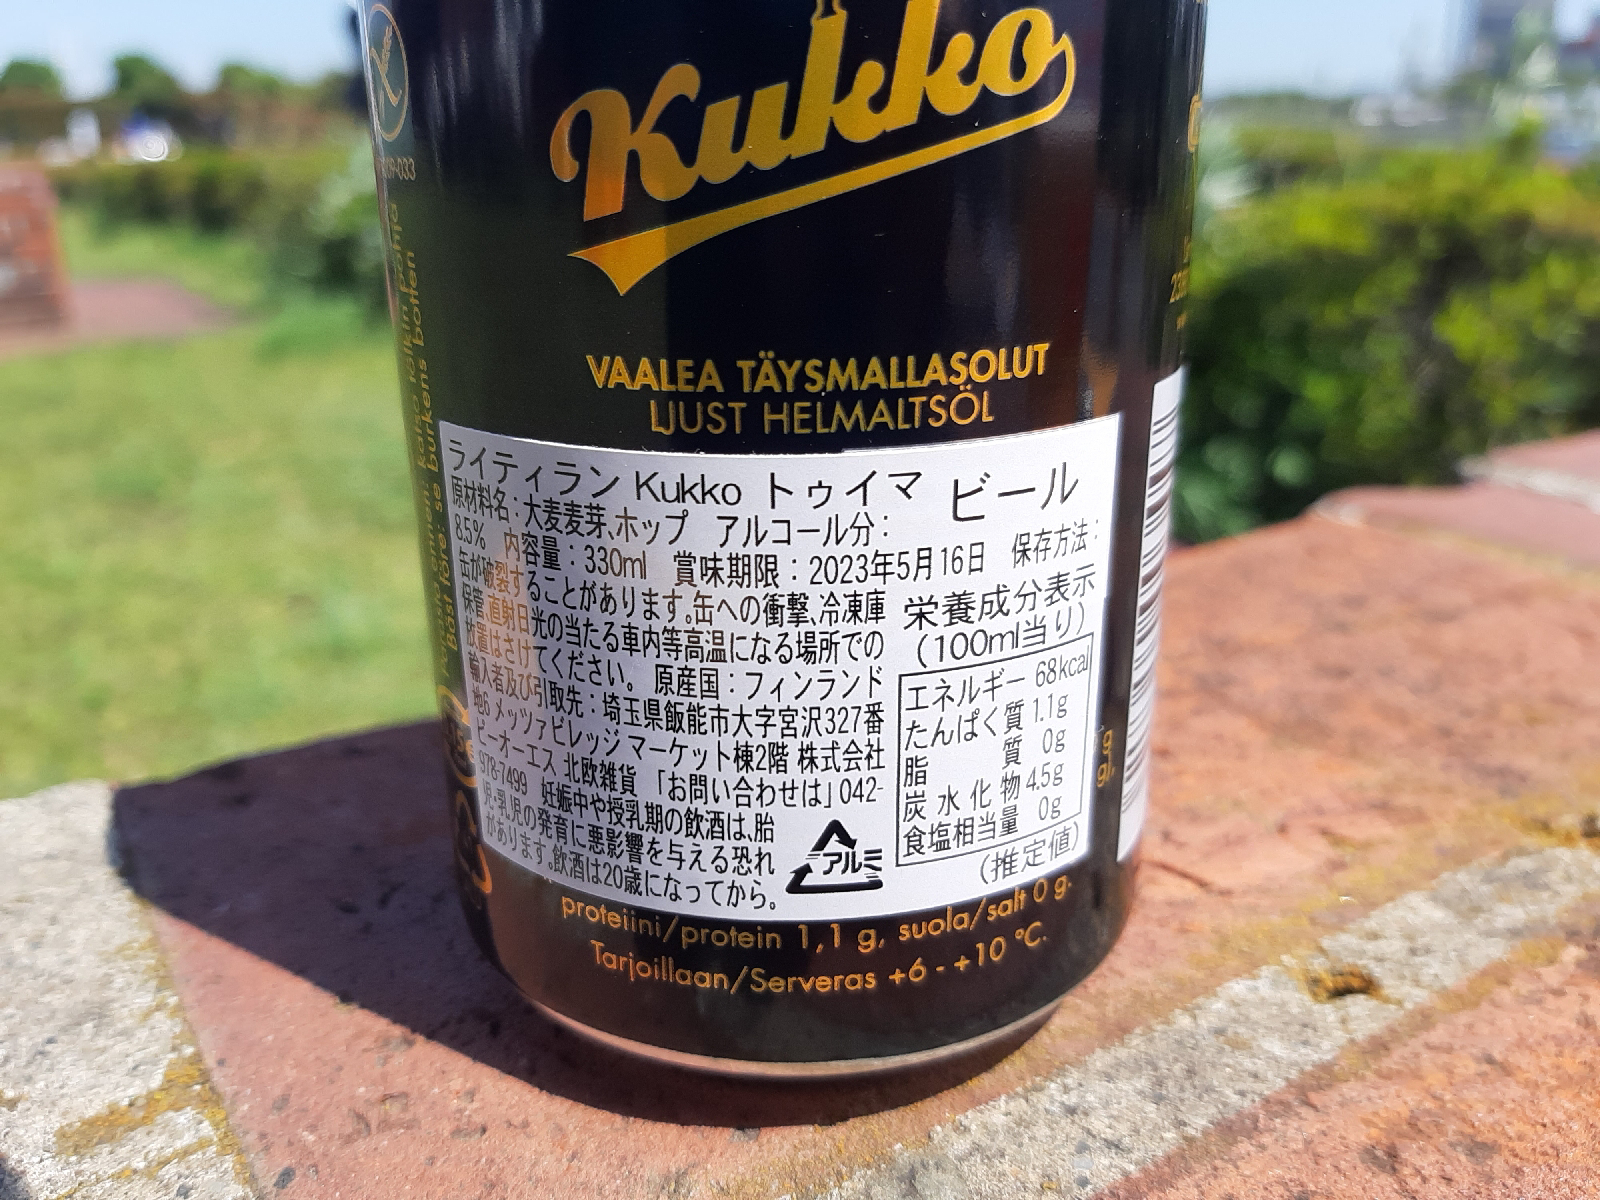 Kukko
VAALEA TÄYSMALLASOLUT
LJUST HELMALTSÖL
ライティラン Kukko トゥイマ ビール
原材料名：大麦麦芽、ホップ アルコール分：
8.5% 内容量：330ml 賞味期限：2023年5月16日 保存方法：
缶が破裂することがあります。缶への衝撃、冷凍庫
保管、直射日光の当たる車内等高温になる場所での
放置はさけてください。 原産国：フィンランド
輸入者及び引取先：埼玉県飯能市大字宮沢327番
地6 メッツァビレッジ マーケット棟2階 株式会社
ビーオーエス 北欧雑貨 「お問い合わせは」042-
978-7499 妊娠中や授乳期の飲酒は、胎
児・乳児の発育に悪影響を与える恐れ
があります。飲酒は20歳になってから。
アルミ
栄養成分表示
(100ml当り)
エネルギー 68kcal
たんぱく質 1.1g
脂質 0g
炭水化物 4.5g
食塩相当量 0g
(推定値)
proteiini/protein 1,1 g, suola/salt 0 g.
Tarjoillaan/Serveras +6 - +10 °C.
burkens botten